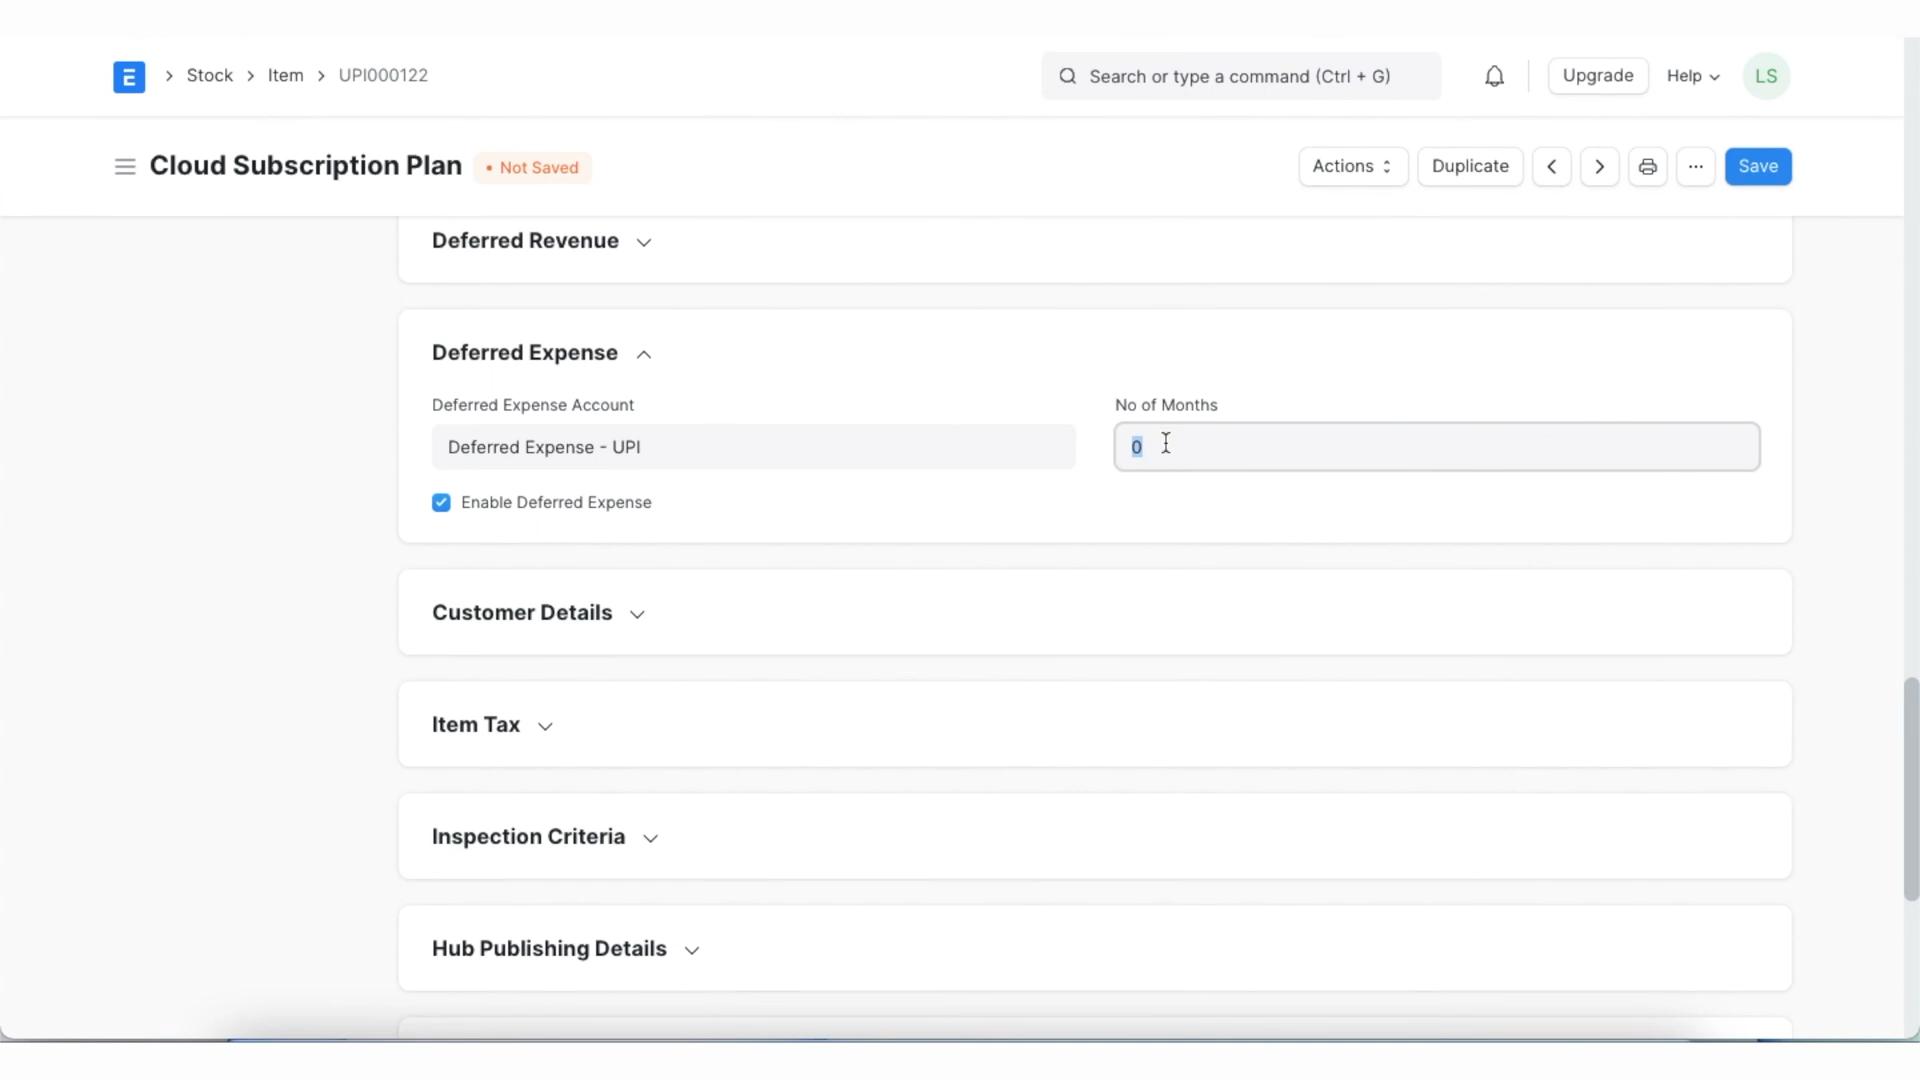 E Stock Item UPI000122 Search or type a command (Ctrl + G) Upgrade Help LS
Cloud Subscription Plan • Not Saved Actions Duplicate ... Save
Deferred Revenue
Deferred Expense
Deferred Expense Account No of Months
Deferred Expense - UPI 0
Enable Deferred Expense
Customer Details
Item Tax
Inspection Criteria
Hub Publishing Details